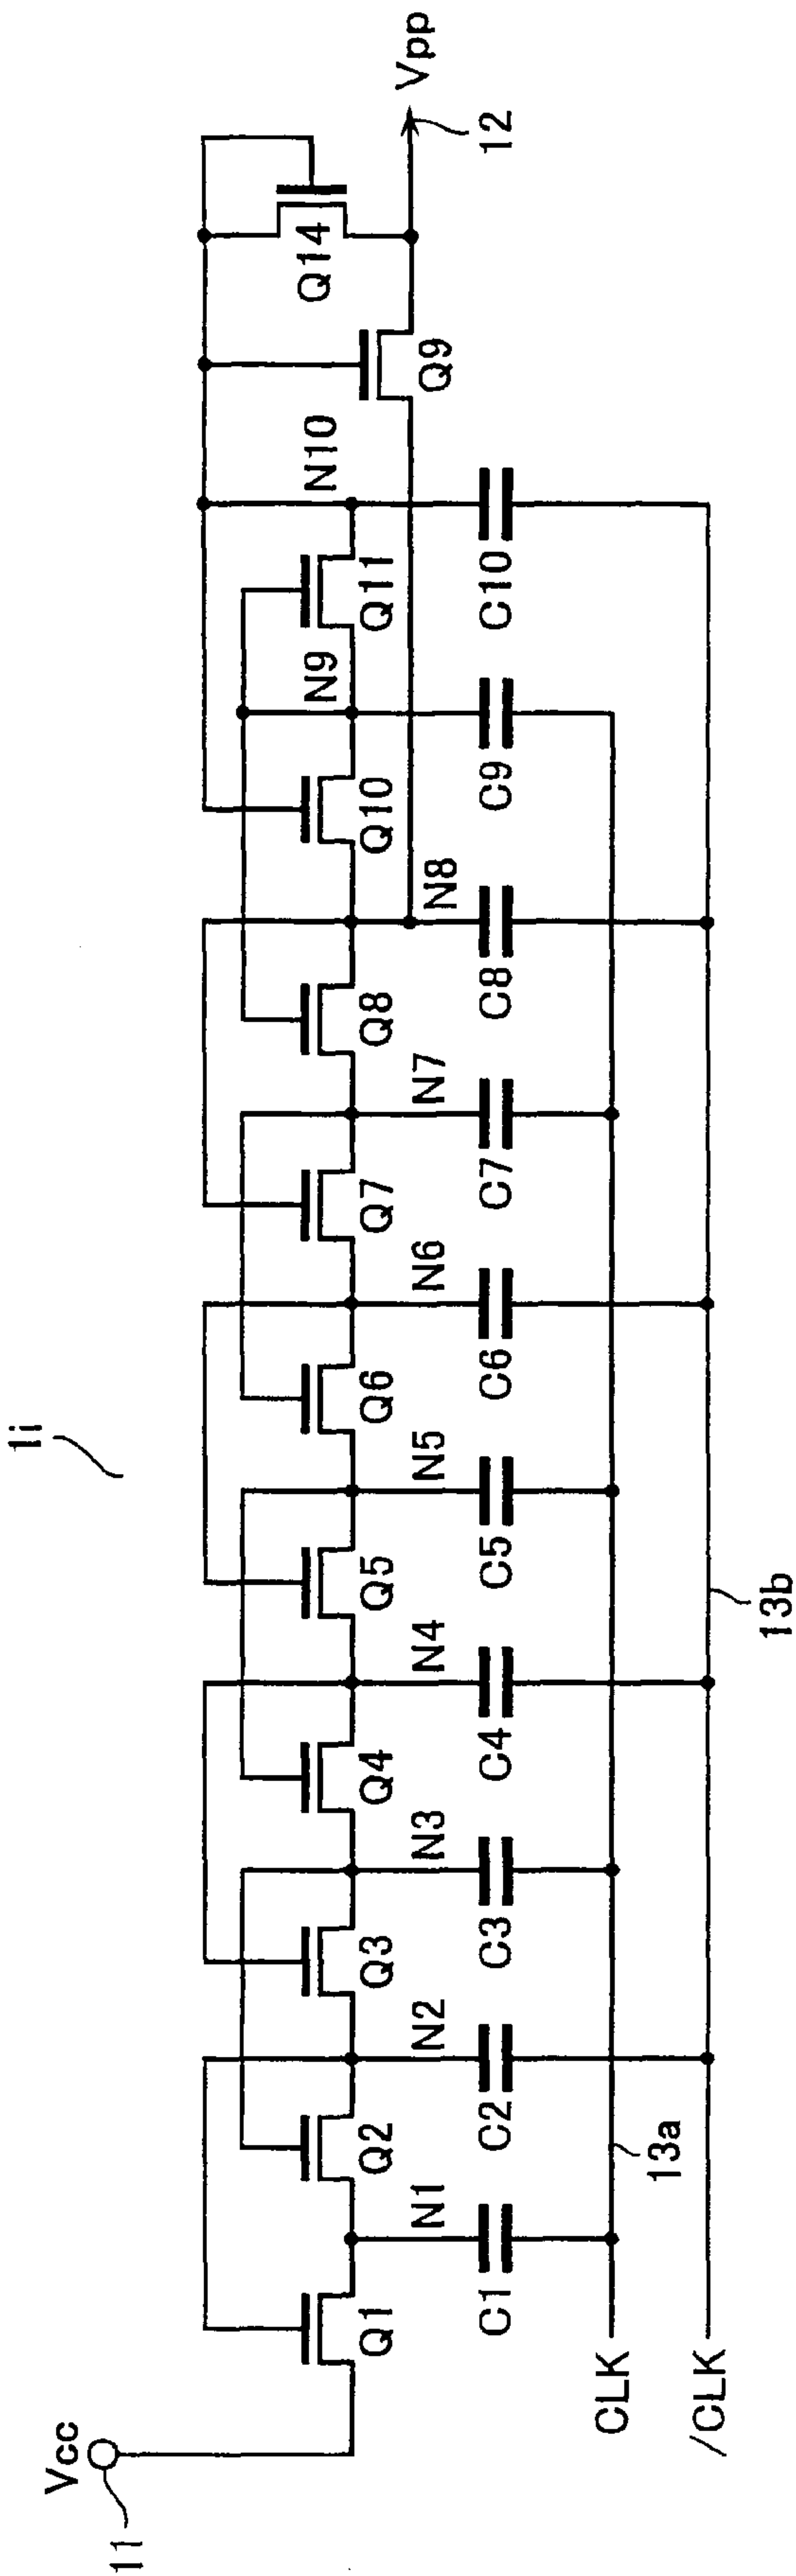 1i
Vcc
11
Q1
Q2
Q3
Q4
Q5
Q6
Q7
Q8
Q10
Q11
Q9
Q14
Vpp
12
N1
N2
N3
N4
N5
N6
N7
N8
N9
N10
C1
C2
C3
C4
C5
C6
C7
C8
C9
C10
CLK
13a
/CLK
13b